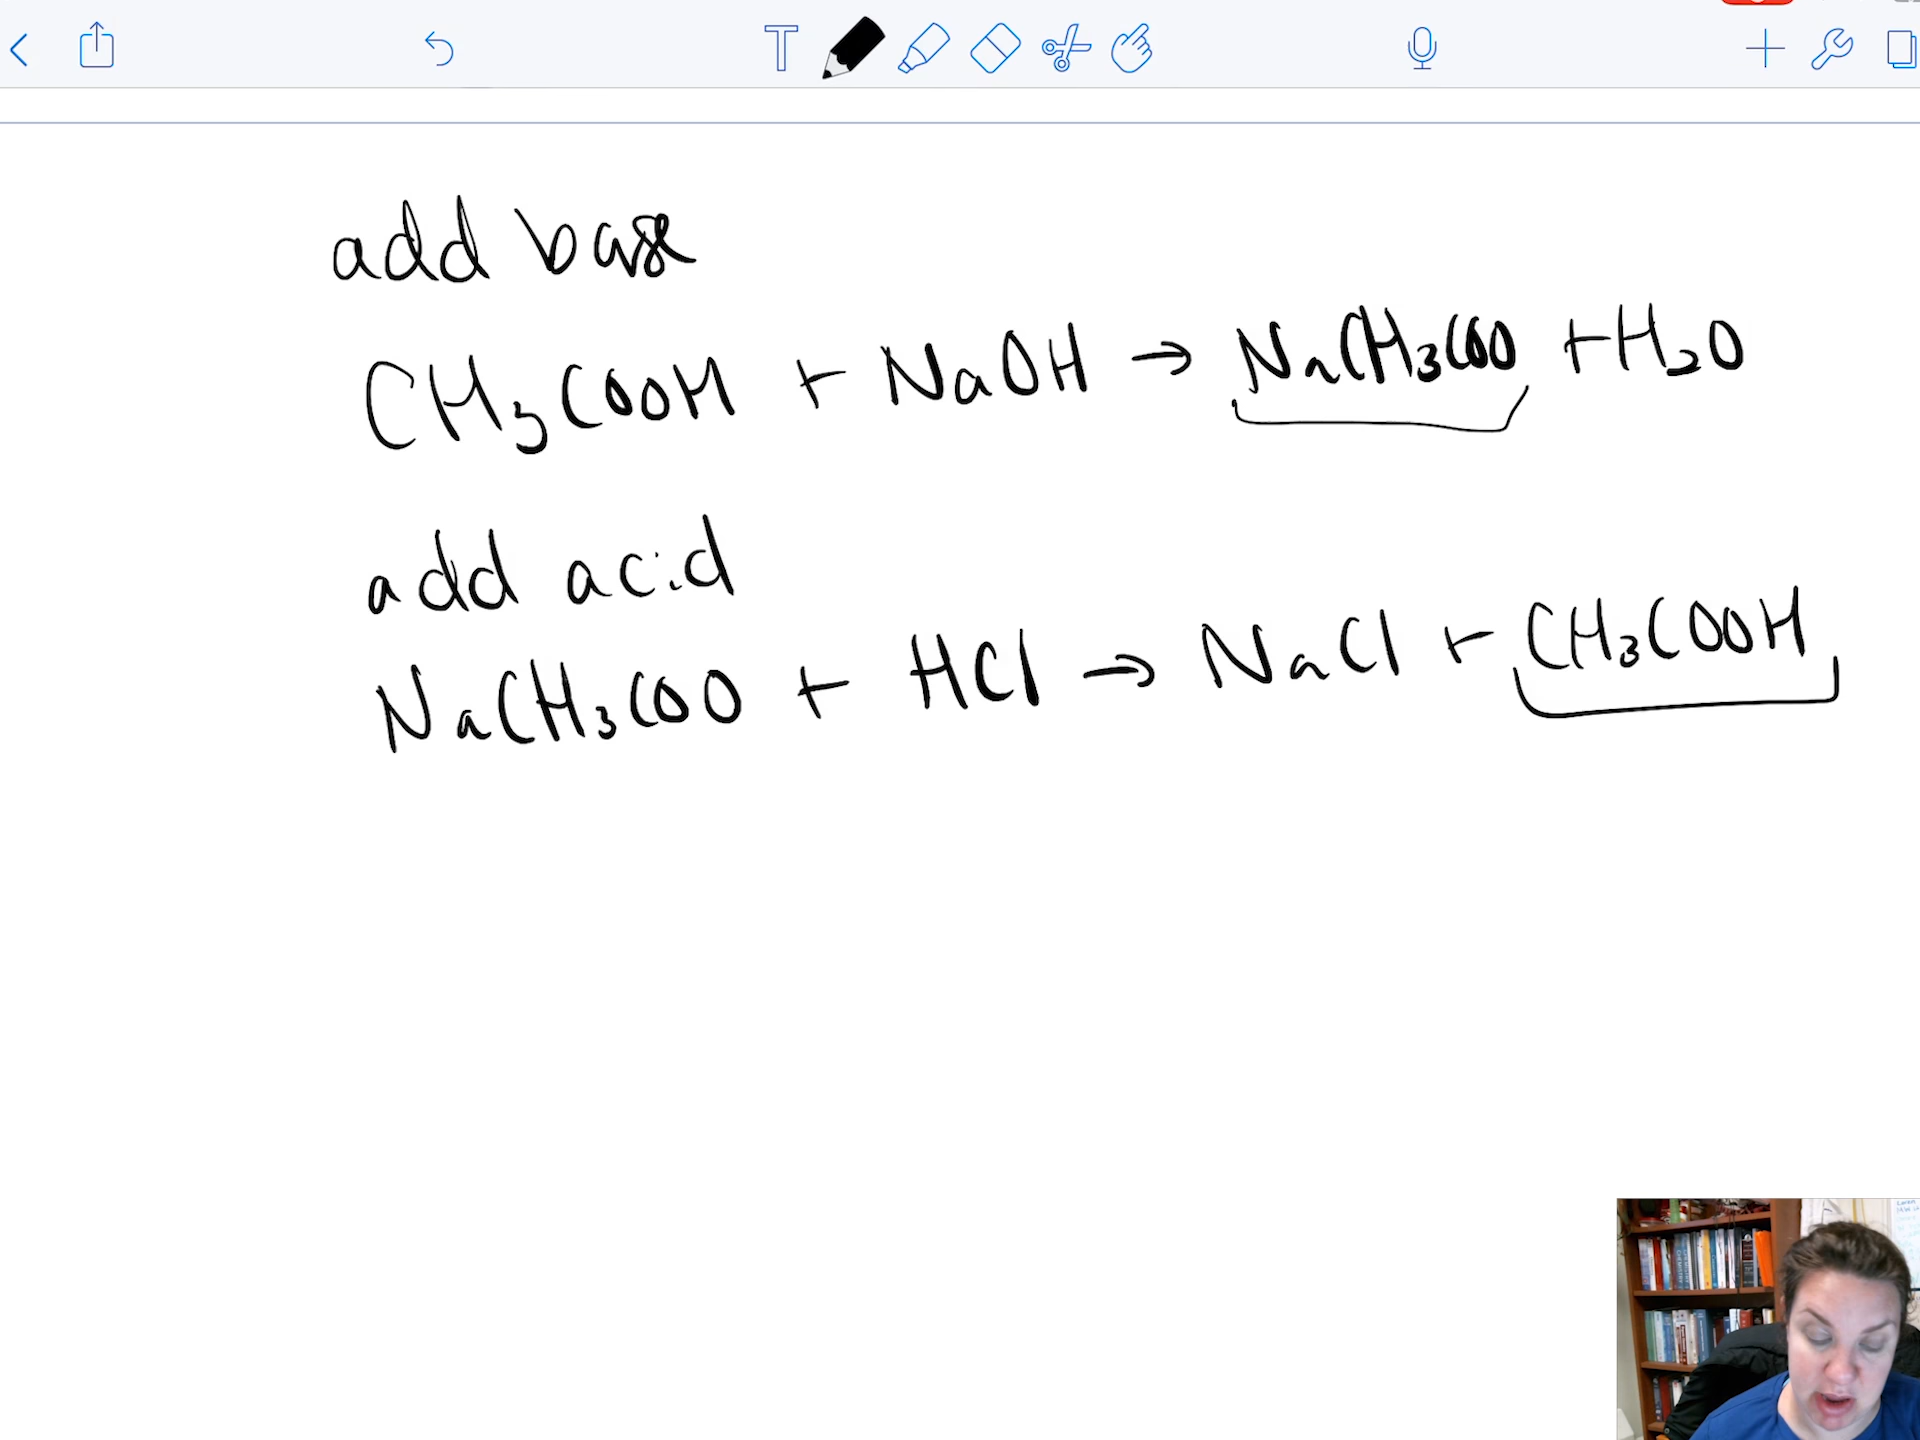 T
add base
CH₃COOH + NaOH → NaCH₃COO + H₂O
add acid
NaCH₃COO + HCl → NaCl + CH₃COOH